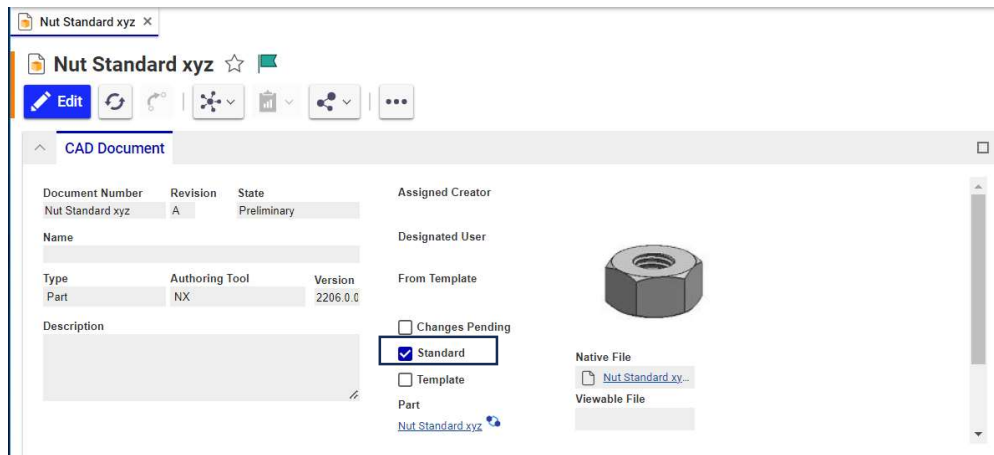 Nut Standard xyz ×
Nut Standard xyz
Edit
CAD Document
Document Number Revision State
Nut Standard xyz A Preliminary
Name
Type Authoring Tool Version
Part NX 2206.0.0
Description
Assigned Creator
Designated User
From Template
Changes Pending
Standard
Template
Part
Nut Standard xyz
Native File
Nut Standard xy...
Viewable File